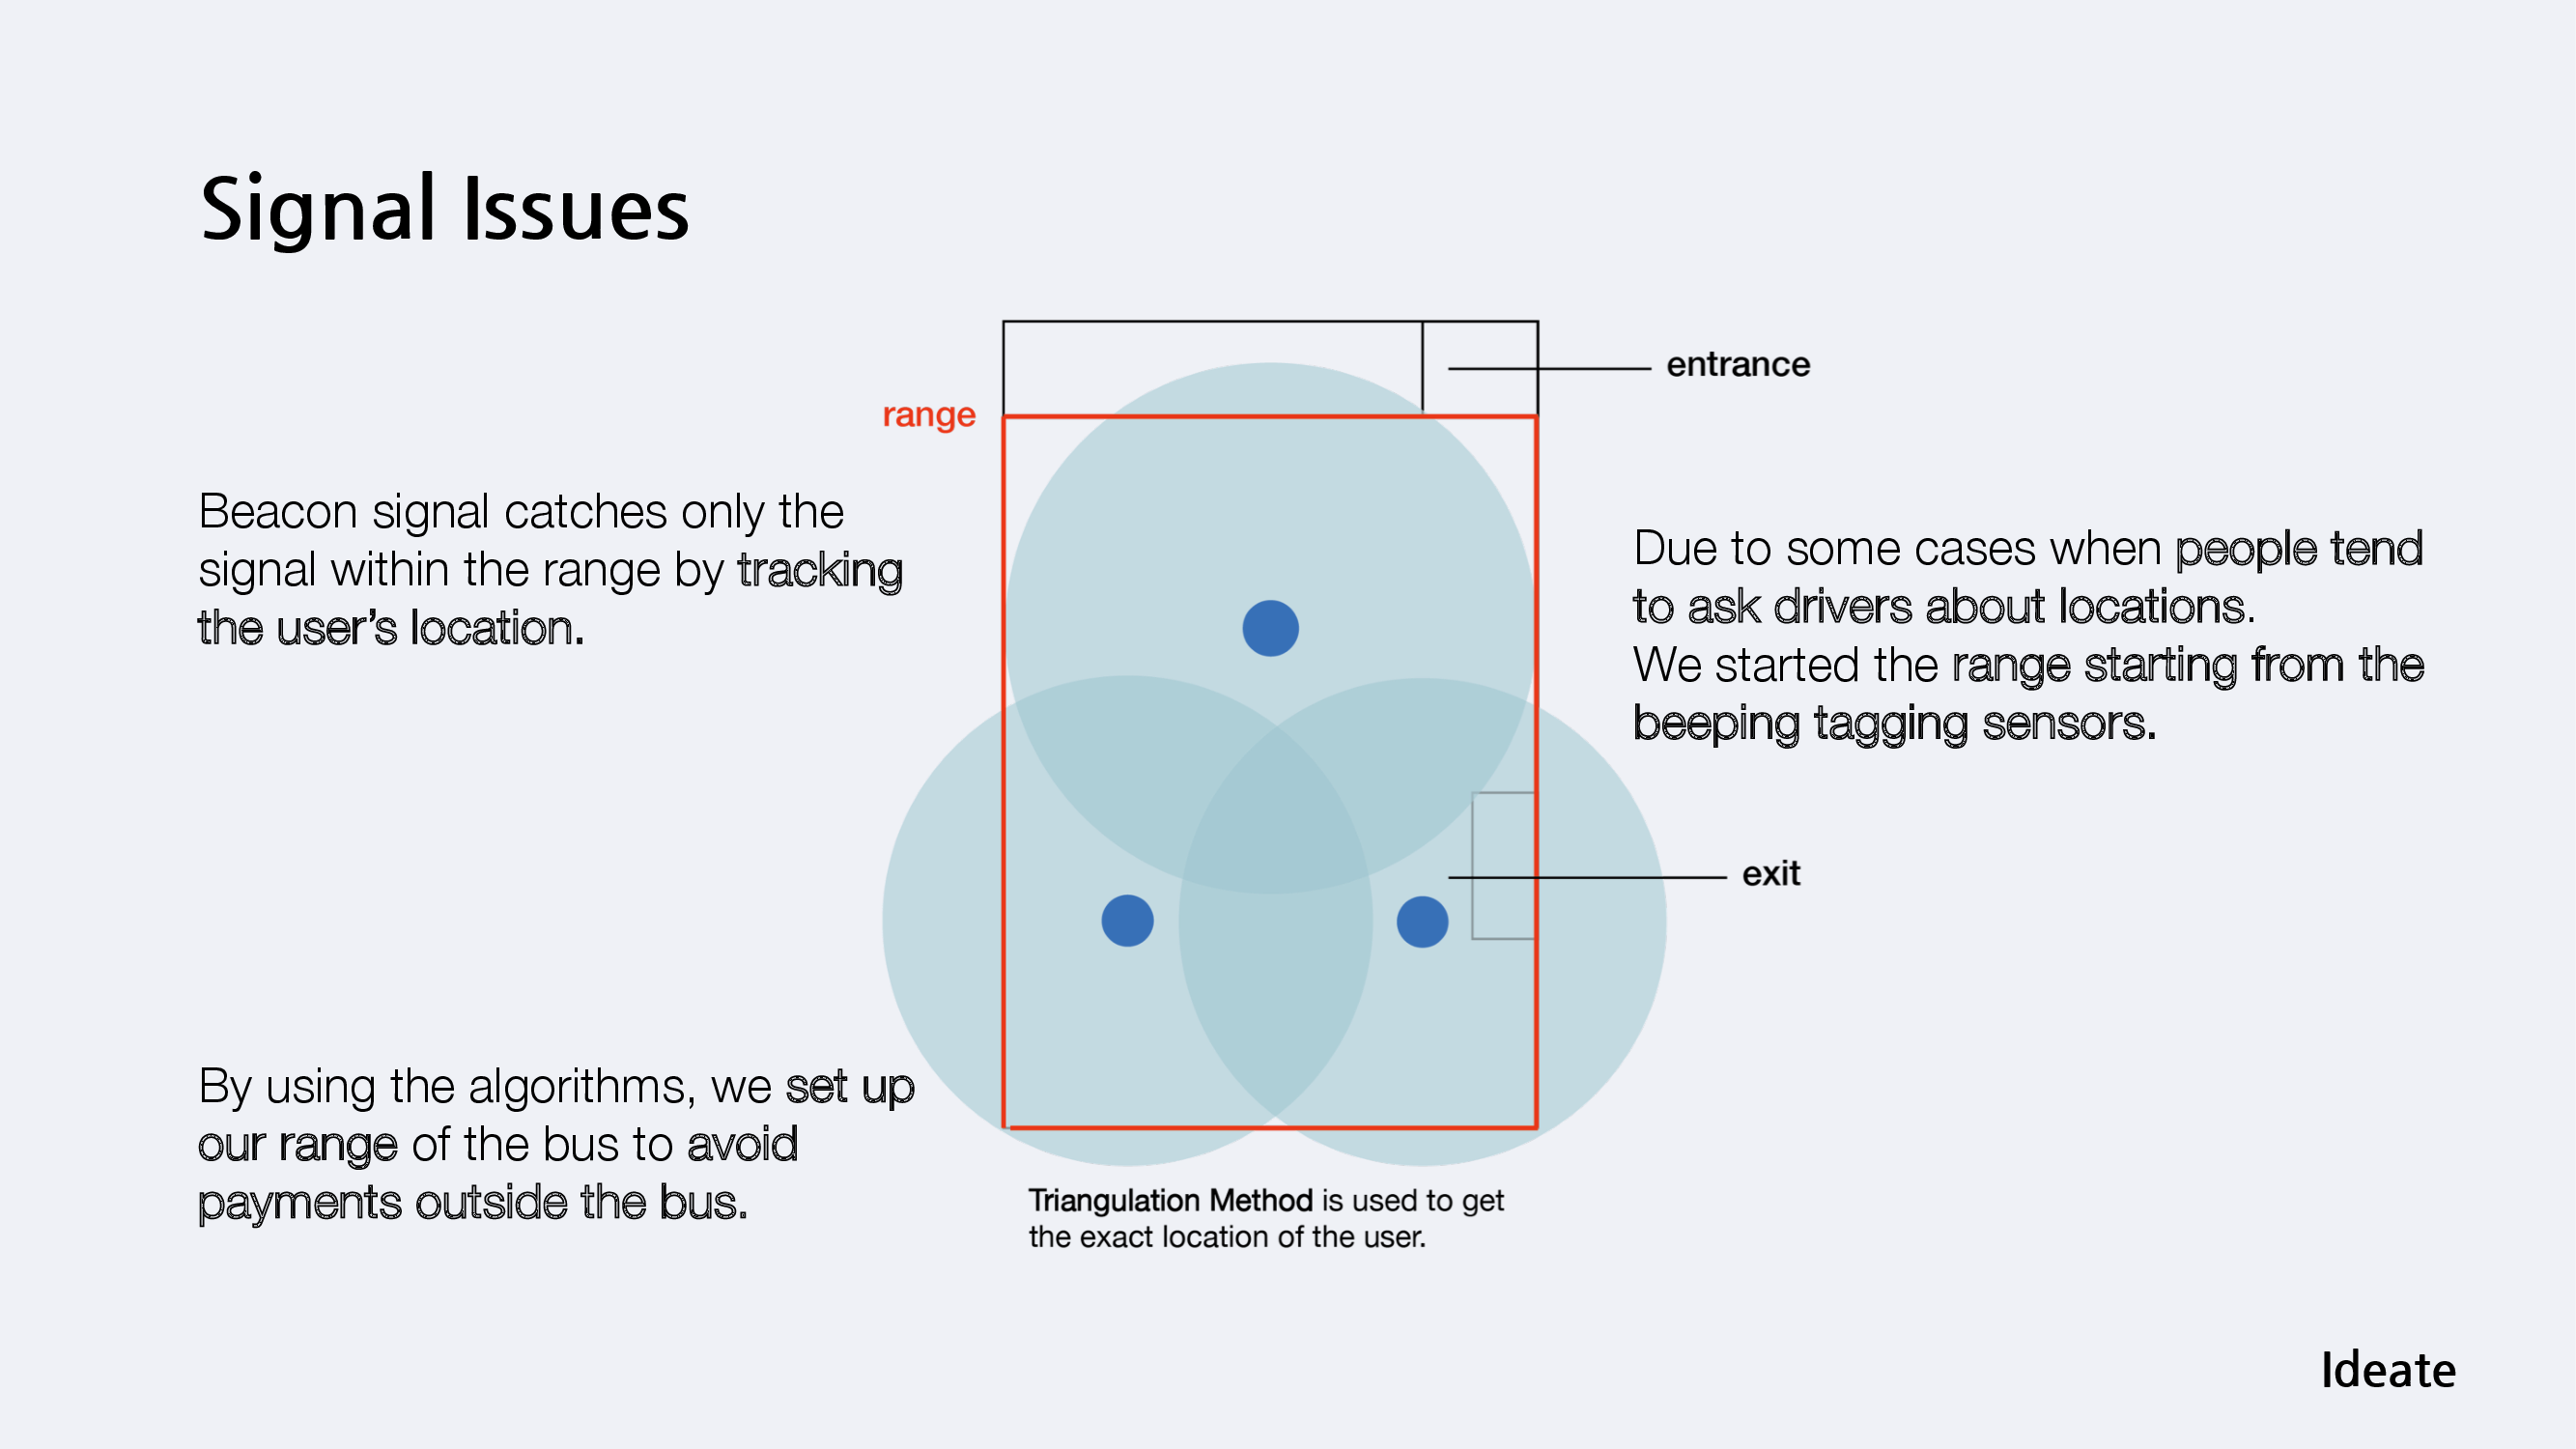 Signal Issues
entrance
range
Beacon signal catches only the
signal within the range by tracking
the user’s location.
Due to some cases when people tend
to ask drivers about locations.
We started the range starting from the
beeping tagging sensors.
exit
By using the algorithms, we set up
our range of the bus to avoid
payments outside the bus.
Triangulation Method is used to get
the exact location of the user.
Ideate